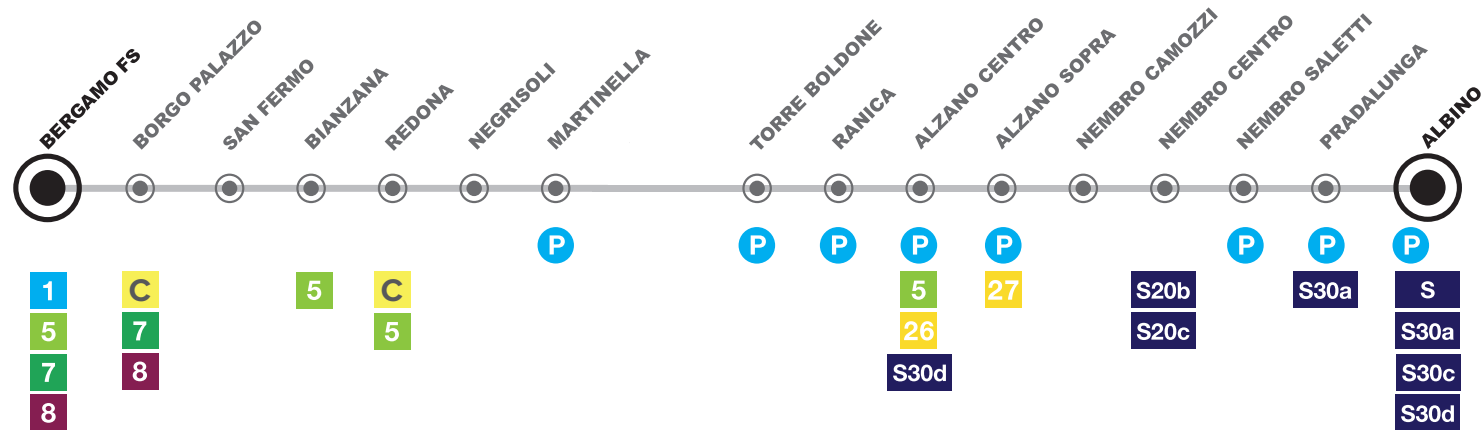 BERGAMO FS
BORGO PALAZZO
SAN FERMO
BIANZANA
REDONA
NEGRISOLI
MARTINELLA
TORRE BOLDONE
RANICA
ALZANO CENTRO
ALZANO SOPRA
NEMBRO CAMOZZI
NEMBRO CENTRO
NEMBRO SALETTI
PRADALUNGA
ALBINO
P P P P P P P P
1 C 5 C 5 27 S20b S30a S
5 7 5 26 S20c S30a
7 8 S30d S30c
8 S30d